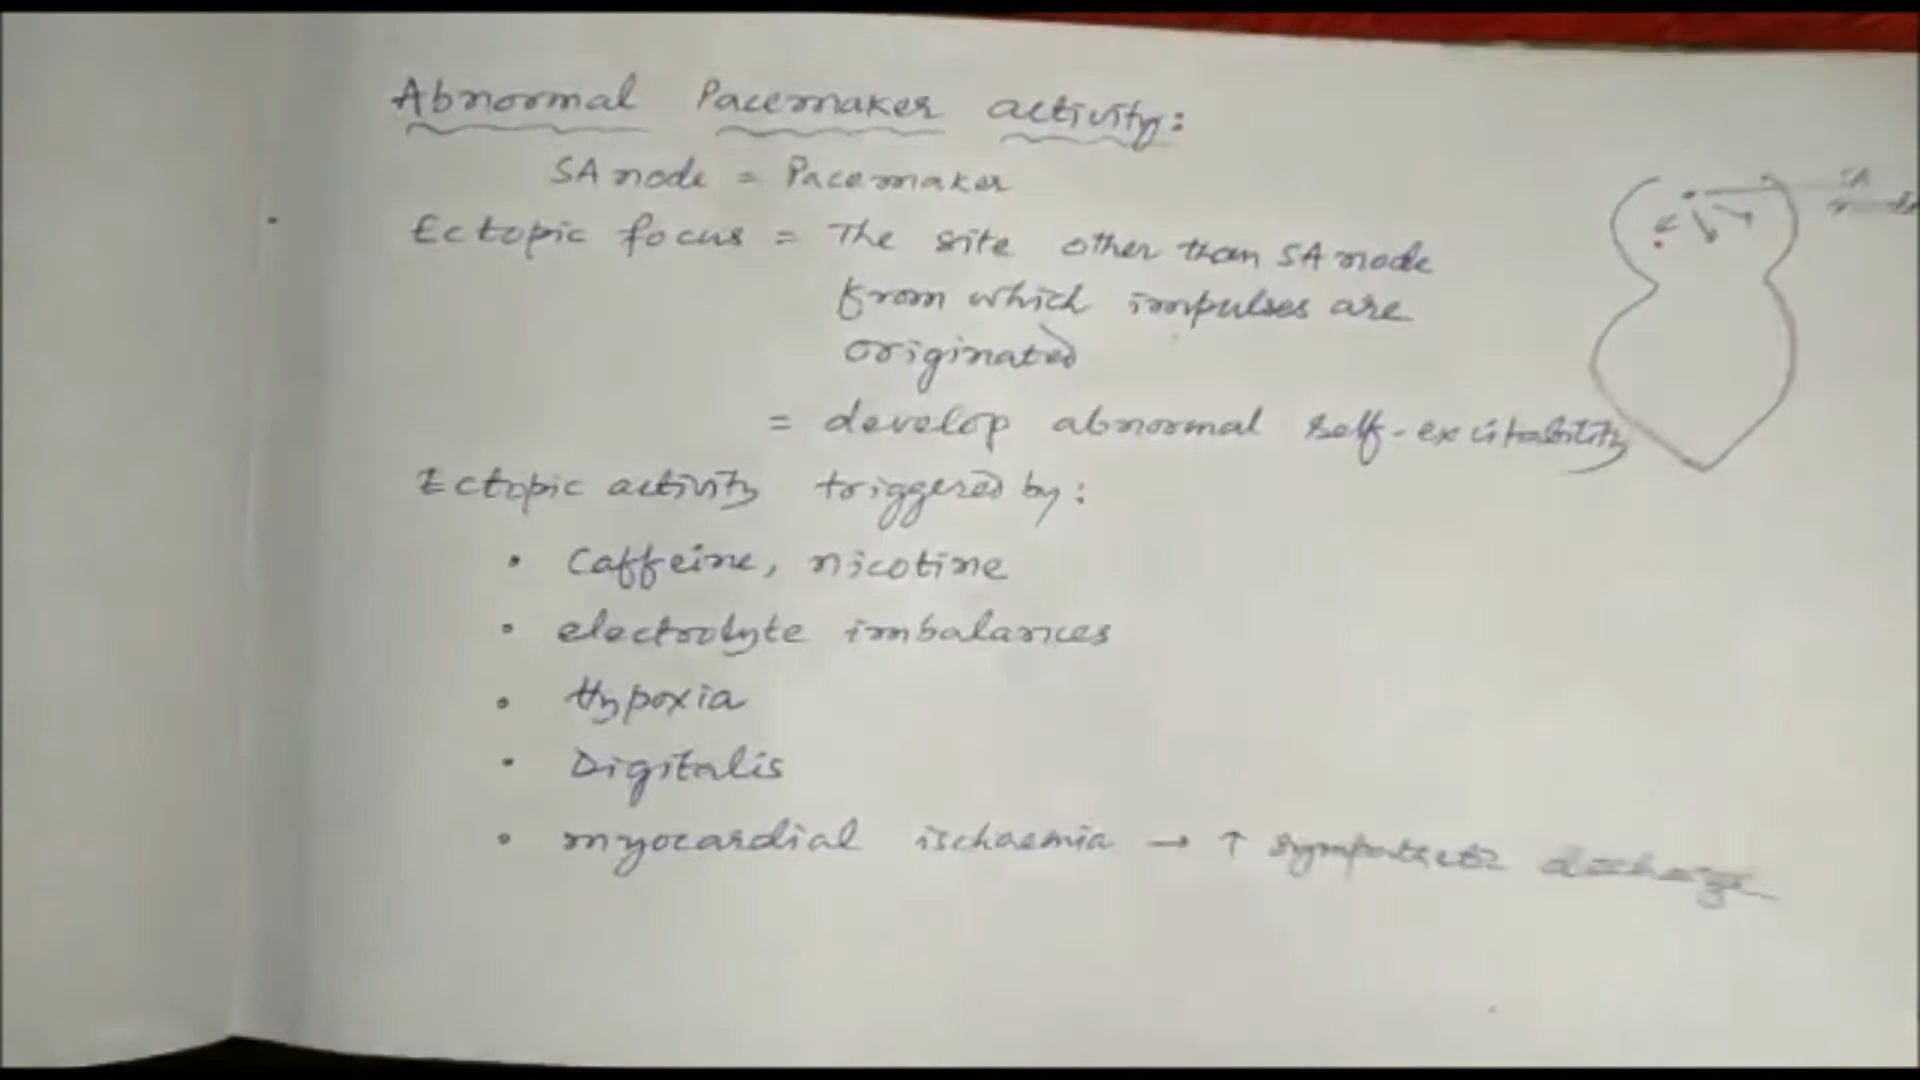 Abnormal Pacemaker activity:
SA node = Pacemaker
Ectopic focus = The site other than SA node
from which impulses are
originated
= develop abnormal self-excitability
Ectopic activity triggered by:
• Caffeine, nicotine
• electrolyte imbalances
• Hypoxia
• Digitalis
• myocardial ischaemia → ↑ sympathetic discharge
SA